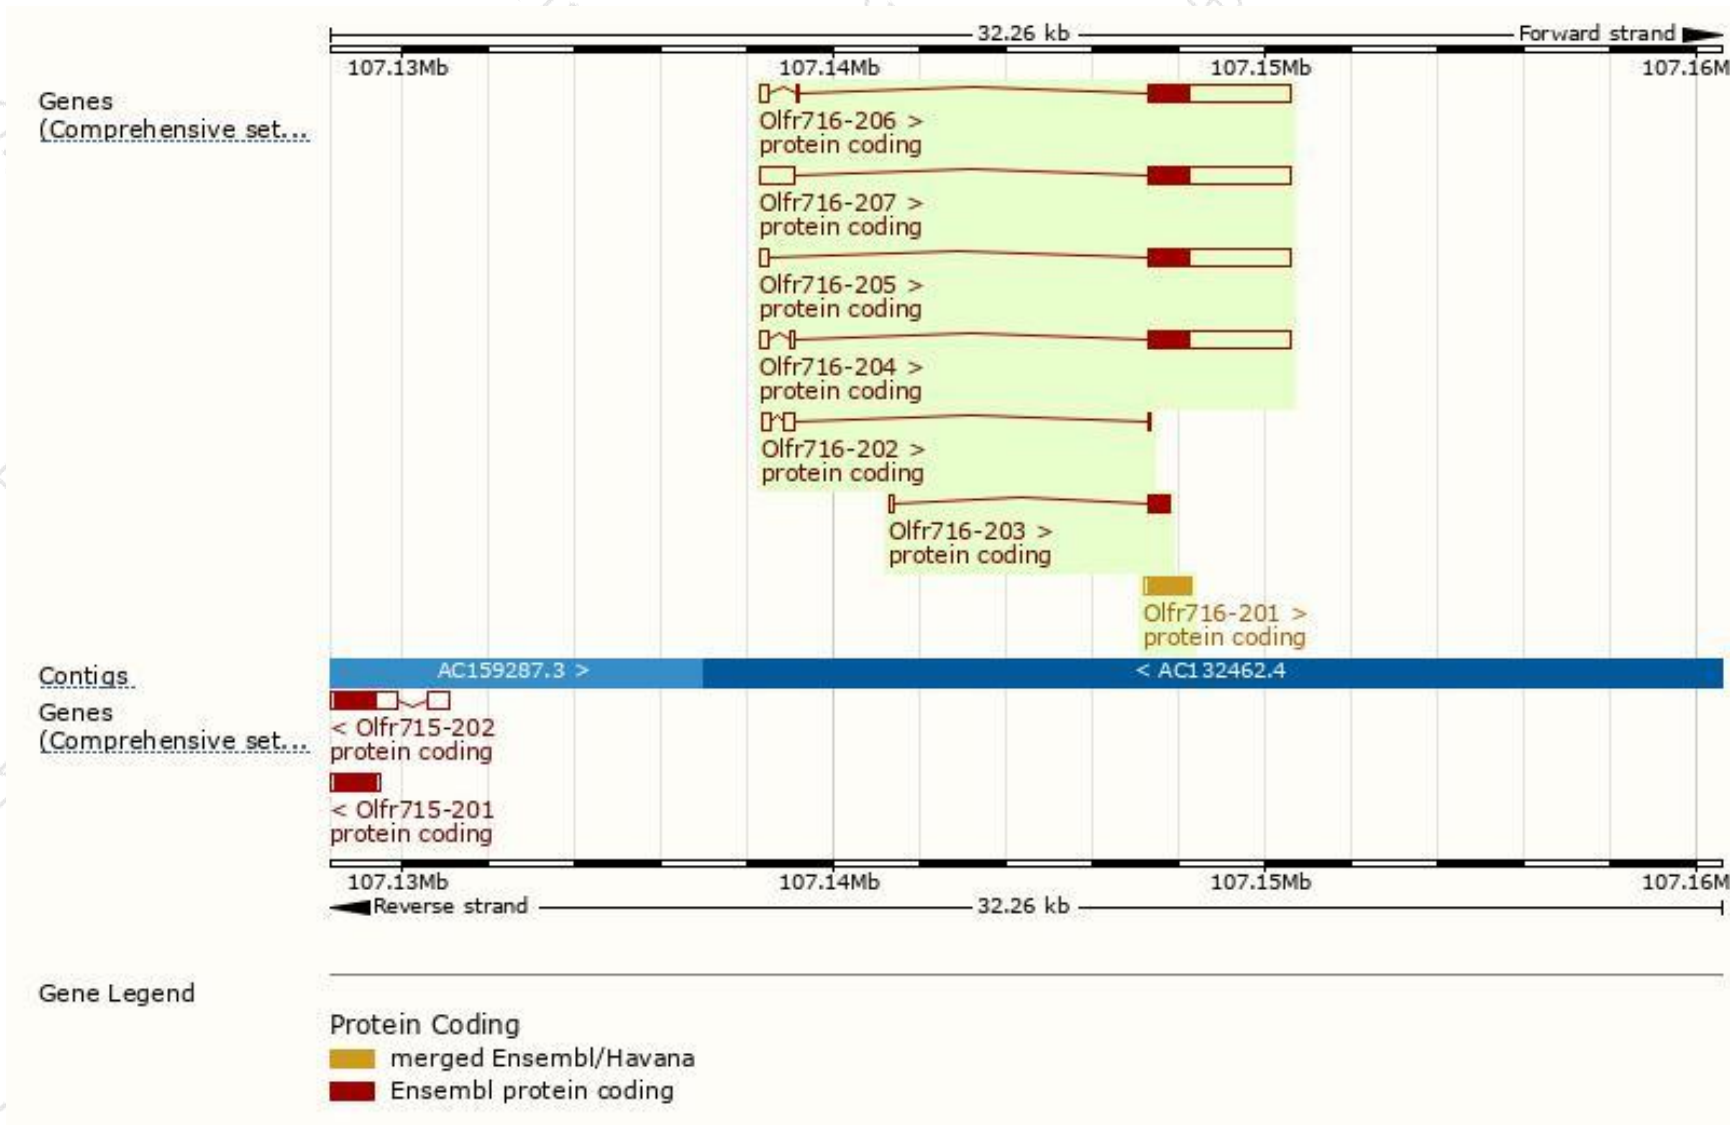 32.26 kb Forward strand
107.13Mb 107.14Mb 107.15Mb 107.16M
Genes
(Comprehensive set...
Olfr716-206 >
protein coding
Olfr716-207 >
protein coding
Olfr716-205 >
protein coding
Olfr716-204 >
protein coding
Olfr716-202 >
protein coding
Olfr716-203 >
protein coding
Olfr716-201 >
protein coding
Contigs AC159287.3 > < AC132462.4
Genes
(Comprehensive set...
< Olfr715-202
protein coding
< Olfr715-201
protein coding
107.13Mb 107.14Mb 107.15Mb 107.16M
Reverse strand 32.26 kb
Gene Legend
Protein Coding
merged Ensembl/Havana
Ensembl protein coding